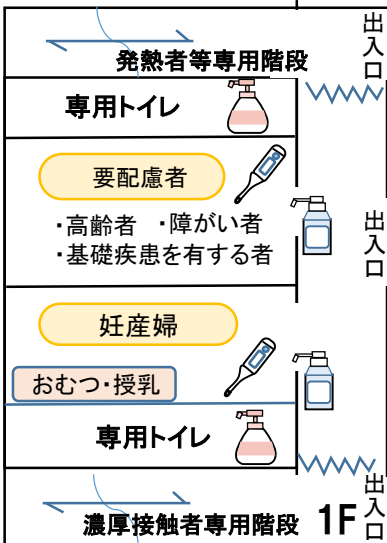 出入口
発熱者等専用階段
専用トイレ
要配慮者
・高齢者 ・障がい者
・基礎疾患を有する者
出入口
妊産婦
おむつ・授乳
専用トイレ
出入口
濃厚接触者専用階段 1F